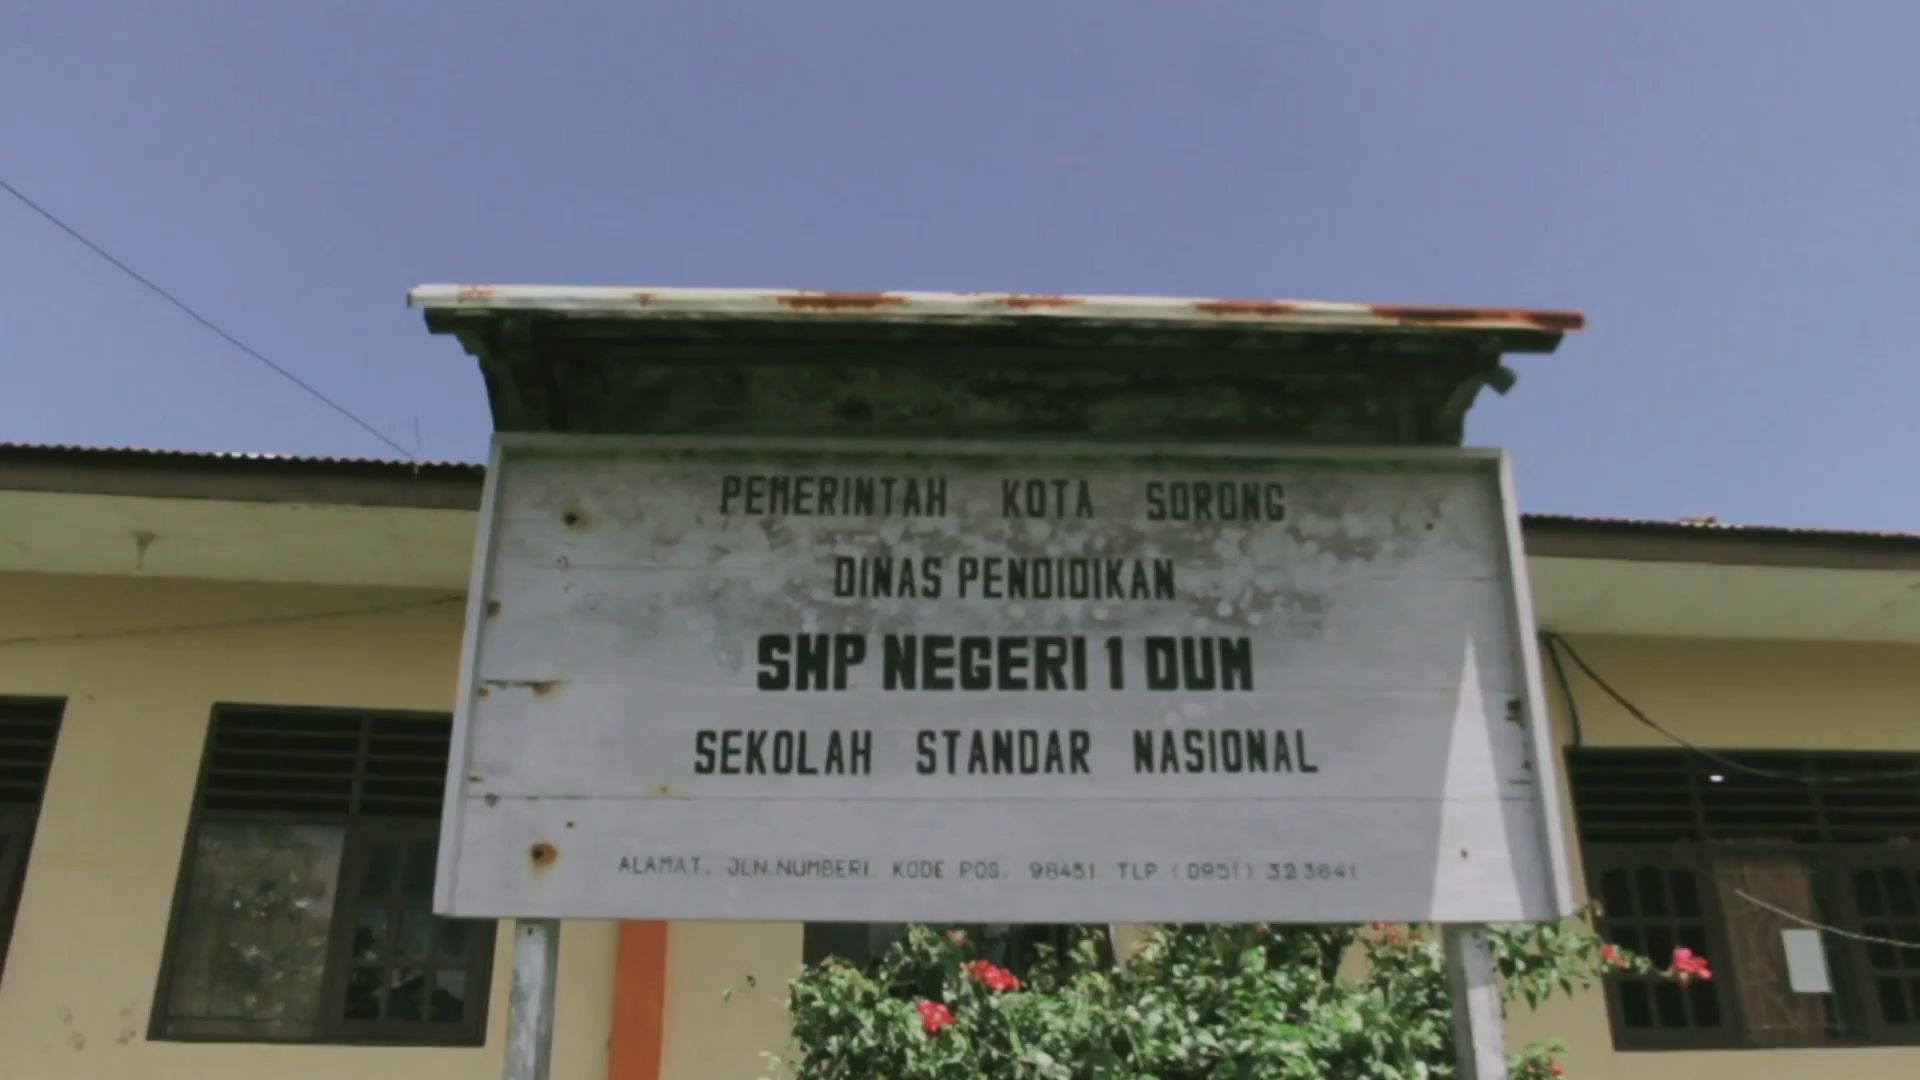 PEMERINTAH KOTA SORONG
DINAS PENDIDIKAN
SMP NEGERI 1 DUM
SEKOLAH STANDAR NASIONAL
ALAMAT. JLN.NUMBERI. KODE POS. 98451. TLP (0951) 323641